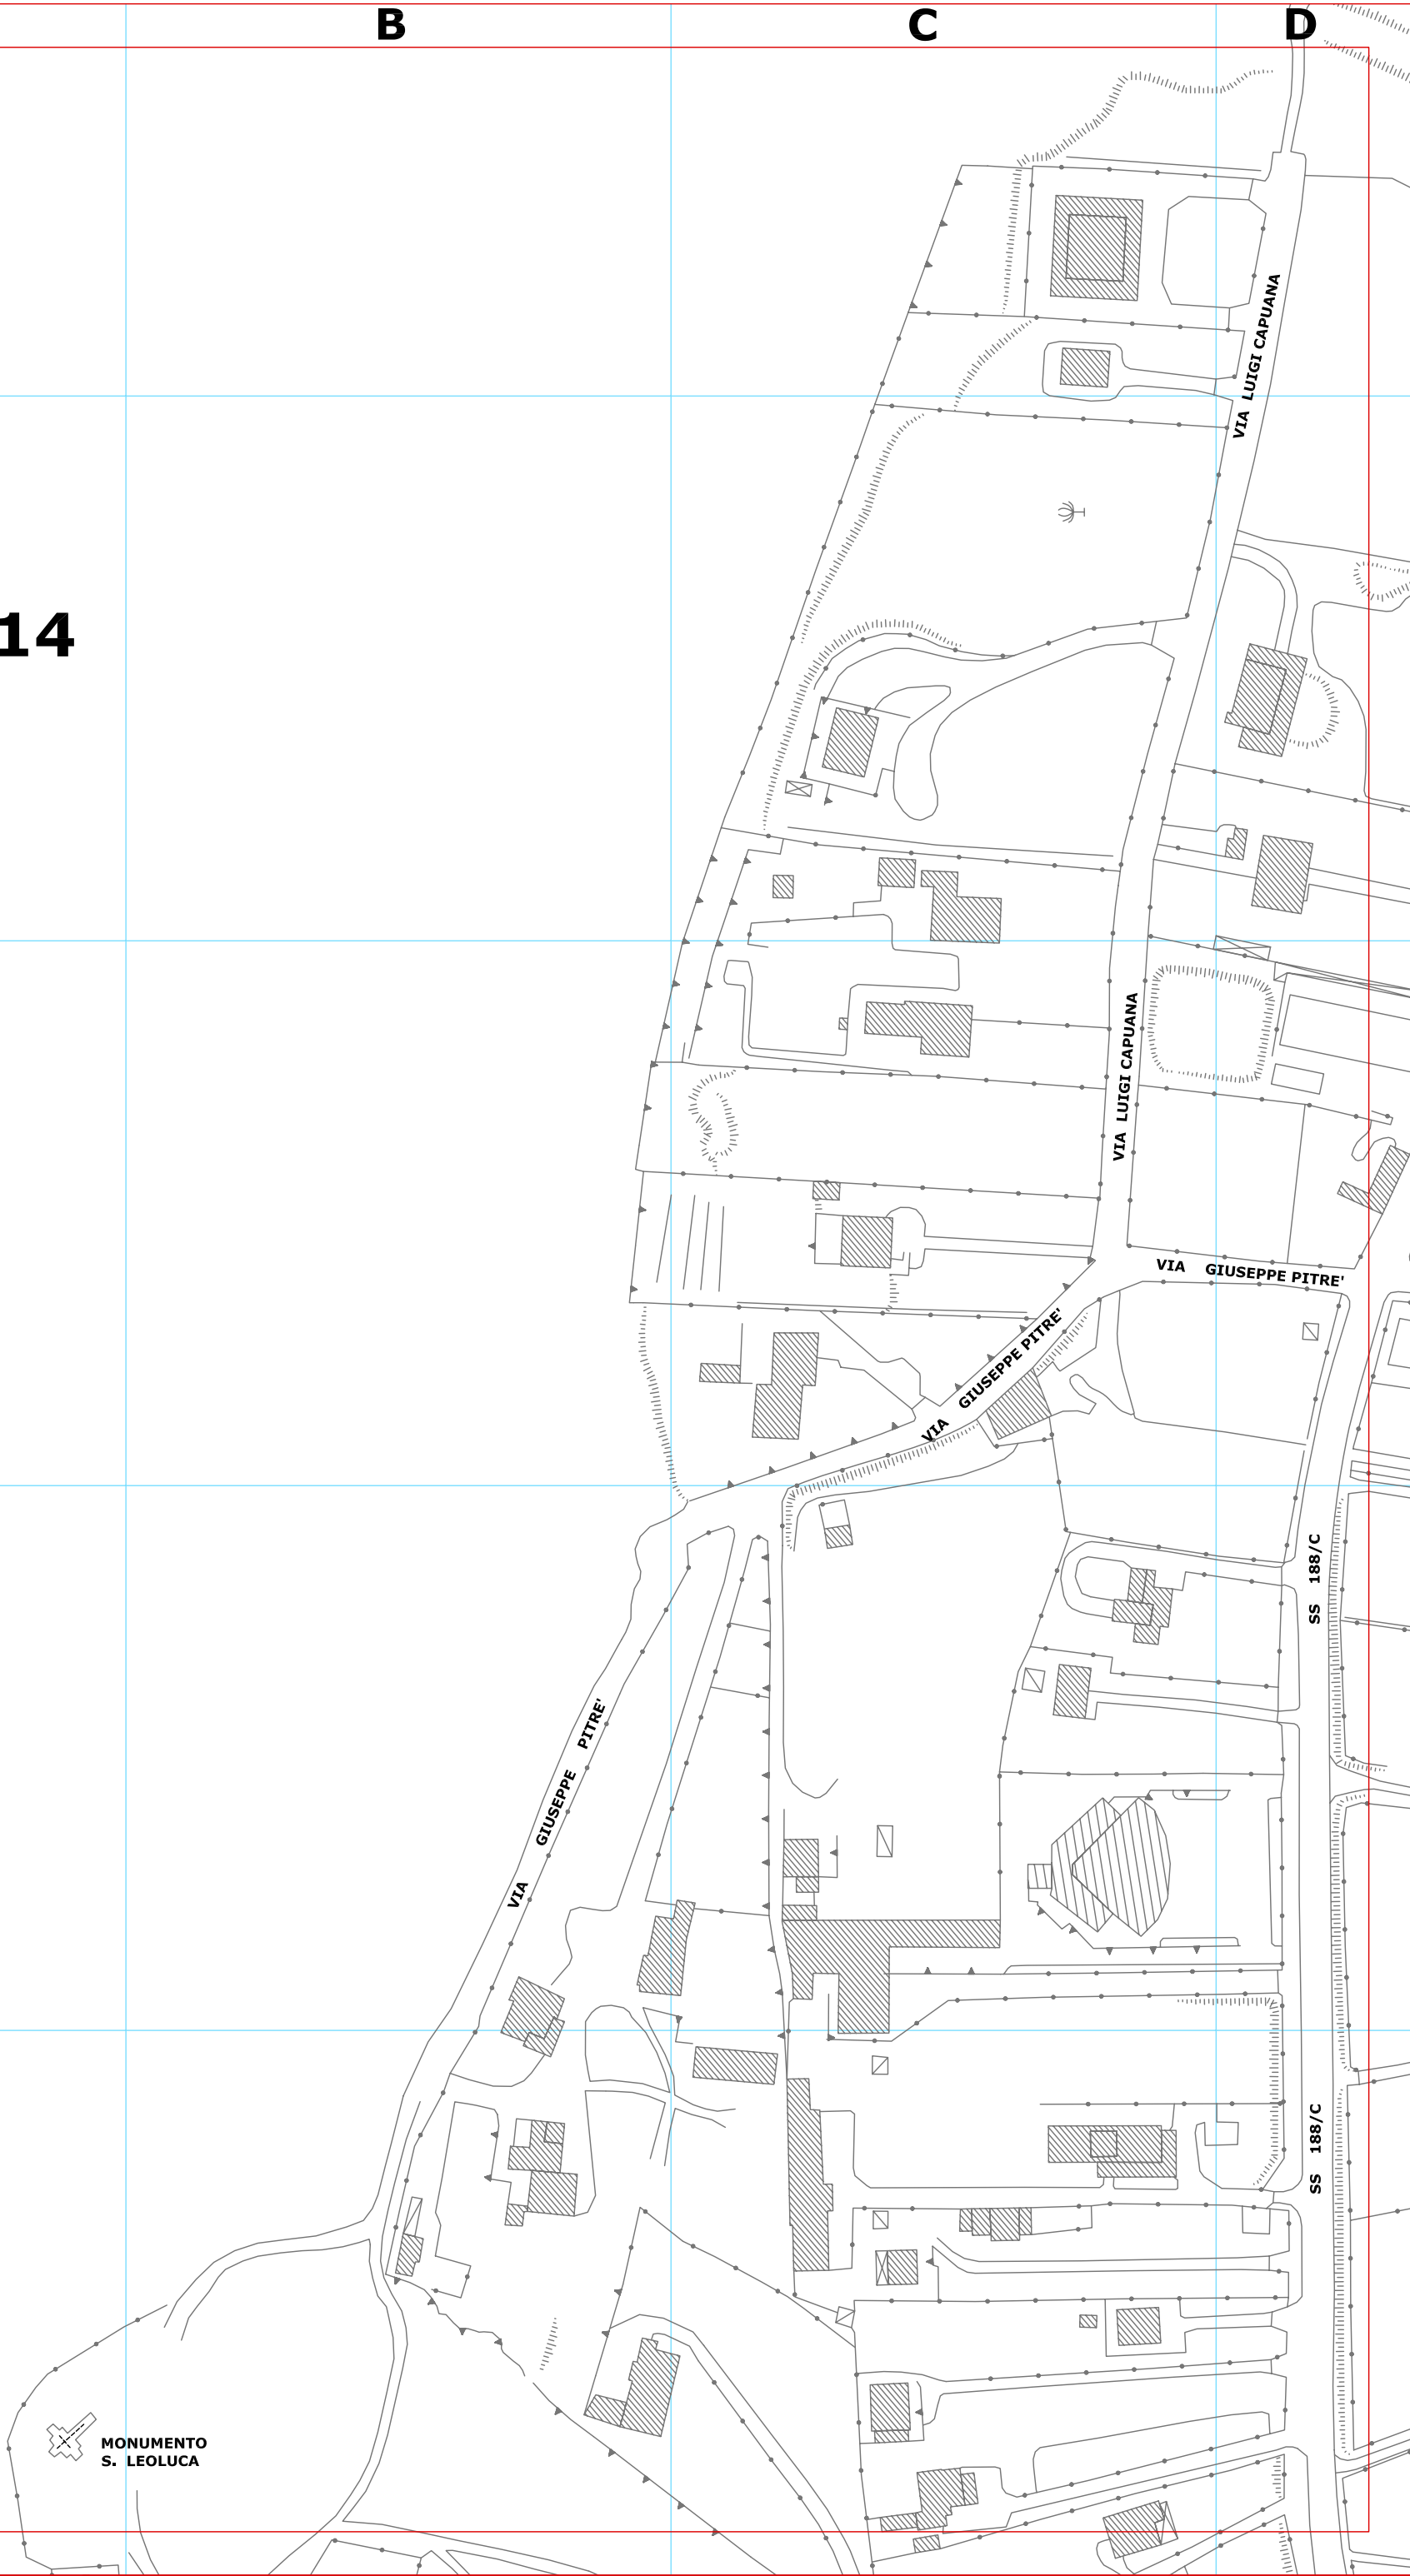 B
C
D
VIA LUIGI CAPUANA
14
VIA LUIGI CAPUANA
VIA GIUSEPPE PITRE'
VIA GIUSEPPE PITRE'
SS 188/C
VIA GIUSEPPE PITRE'
SS 188/C
MONUMENTO
S. LEOLUCA